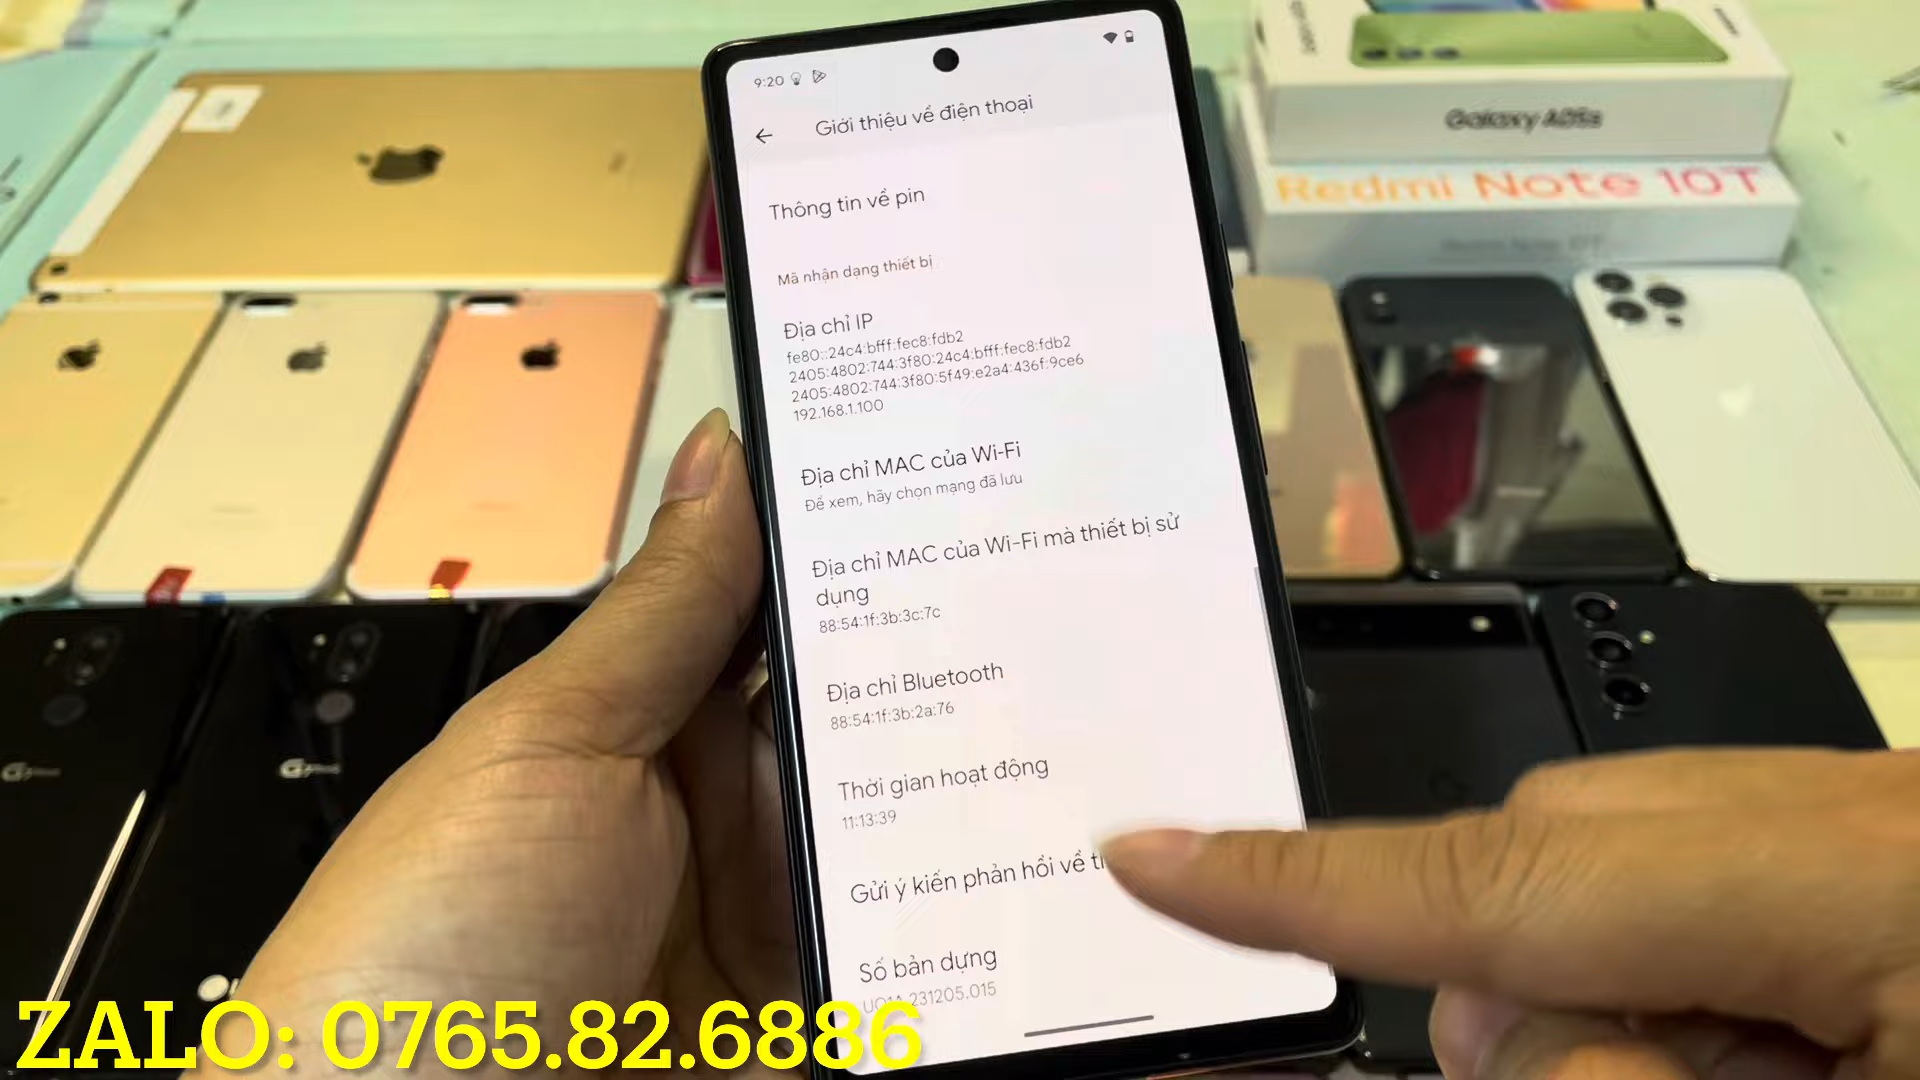 9:20
Giới thiệu về điện thoại
Thông tin về pin
Mã nhận dạng thiết bị
Địa chỉ IP
fe80::24c4:bfff:fec8:fdb2
2405:4802:744:3f80:24c4:bfff:fec8:fdb2
2405:4802:744:3f80:5f49:e2a4:436f:9ce6
192.168.1.100
Địa chỉ MAC của Wi-Fi
Để xem, hãy chọn mạng đã lưu
Địa chỉ MAC của Wi-Fi mà thiết bị sử
dụng
88:54:1f:3b:3c:7c
Địa chỉ Bluetooth
88:54:1f:3b:2a:76
Thời gian hoạt động
11:13:39
Gửi ý kiến phản hồi về
Số bản dựng
231205.015
Galaxy A05s
Redmi Note 10T
ZALO: 0765.82.6886